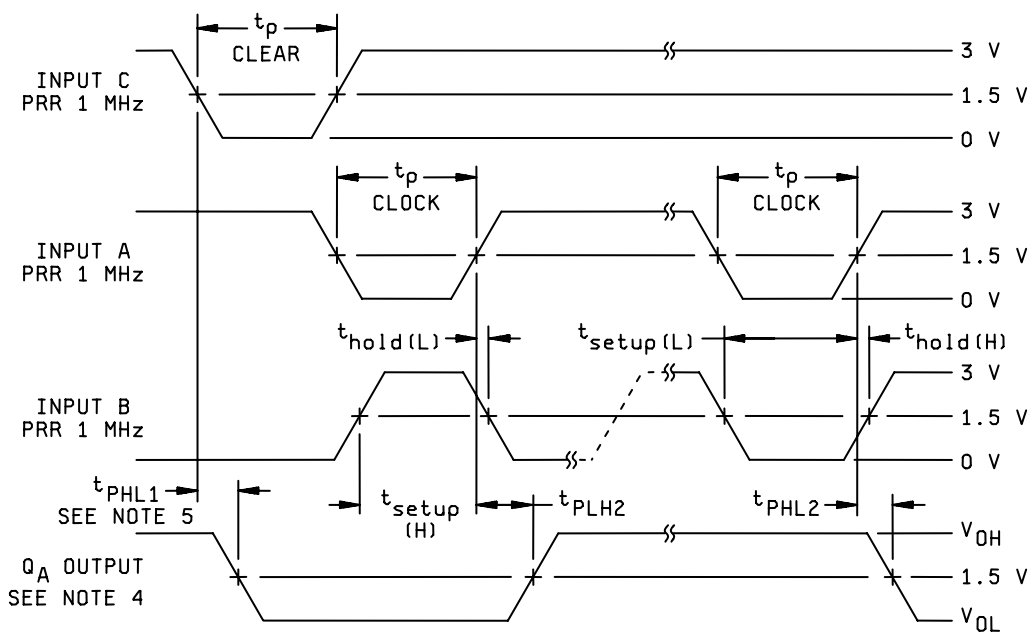 tp
CLEAR
INPUT C
PRR 1 MHz
3 V
1.5 V
0 V
tp
CLOCK
tp
CLOCK
INPUT A
PRR 1 MHz
3 V
1.5 V
0 V
thold(L)
tsetup(L)
thold(H)
INPUT B
PRR 1 MHz
3 V
1.5 V
0 V
tPHL1
SEE NOTE 5
tsetup
(H)
tPLH2
tPHL2
QA OUTPUT
SEE NOTE 4
VOH
1.5 V
VOL